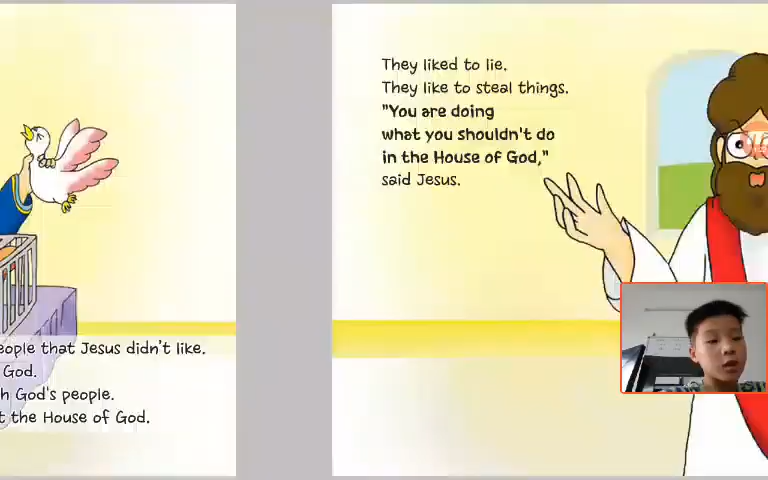 eople that Jesus didn't like.
God.
h God's people.
t the House of God.
They liked to lie.
They like to steal things.
"You are doing
what you shouldn't do
in the House of God,"
said Jesus.